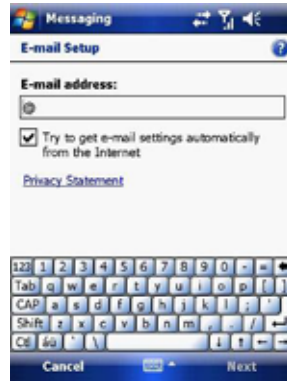 Messaging
E-mail Setup
?
E-mail address:
@
Try to get e-mail settings automatically
from the Internet
Privacy Statement
123 1 2 3 4 5 6 7 8 9 0 - =
Tab q w e r t y u i o p [ ]
CAP a s d f g h j k l ; '
Shift z x c v b n m , . /
Ctl áü ` \
Cancel Next